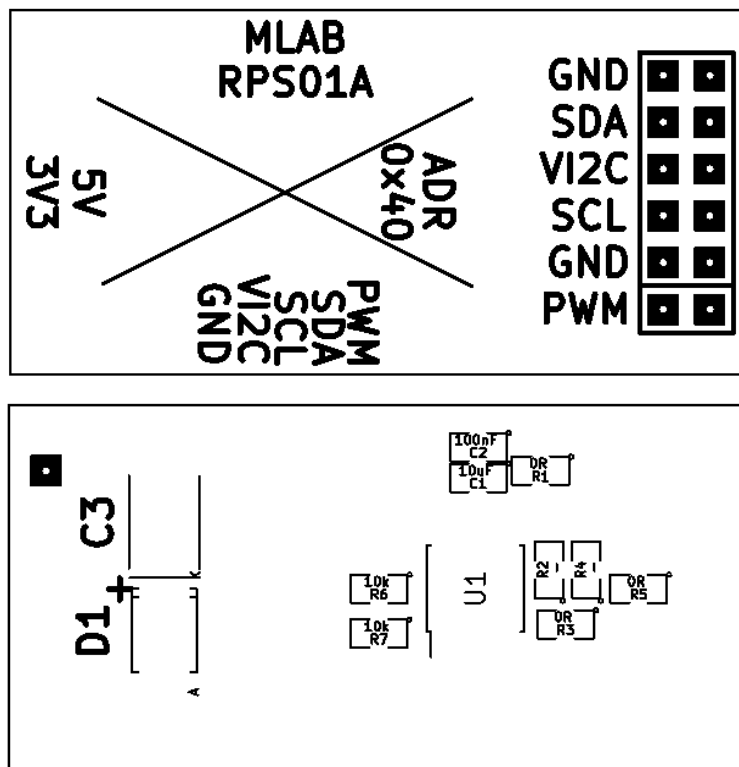 MLAB
RPS01A
GND
SDA
VI2C
SCL
GND
PWM
5V
3V3
ADR
0x40
PWM
SDA
SCL
VI2C
GND
100nF
C2
10uF
C1
0R
R1
C3
+
D1
K
A
10k
R6
10k
R7
U1
R2
R4
0R
R5
0R
R3